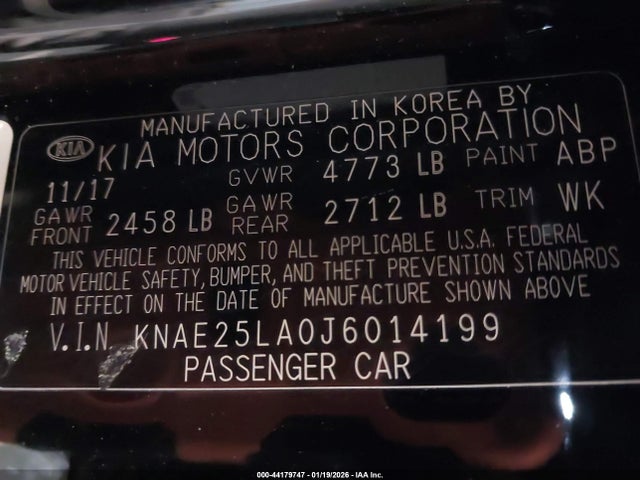 MANUFACTURED IN KOREA BY
KIA KIA MOTORS CORPORATION
11/17 GVWR 4773 LB PAINT ABP
GAWR FRONT 2458 LB GAWR REAR 2712 LB TRIM WK
THIS VEHICLE CONFORMS TO ALL APPLICABLE U.S.A. FEDERAL
MOTOR VEHICLE SAFETY, BUMPER, AND THEFT PREVENTION STANDARDS
IN EFFECT ON THE DATE OF MANUFACTURE SHOWN ABOVE
V.I.N. KNAE25LA0J6014199
PASSENGER CAR
000-44179747 - 01/19/2026 - IAA Inc.